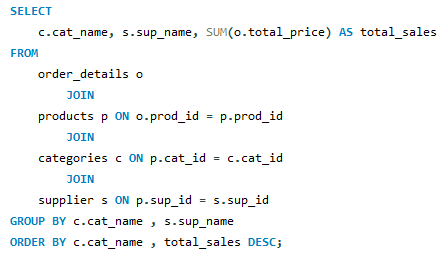 SELECT
    c.cat_name, s.sup_name, SUM(o.total_price) AS total_sales
FROM
    order_details o
        JOIN
    products p ON o.prod_id = p.prod_id
        JOIN
    categories c ON p.cat_id = c.cat_id
        JOIN
    supplier s ON p.sup_id = s.sup_id
GROUP BY c.cat_name , s.sup_name
ORDER BY c.cat_name , total_sales DESC;